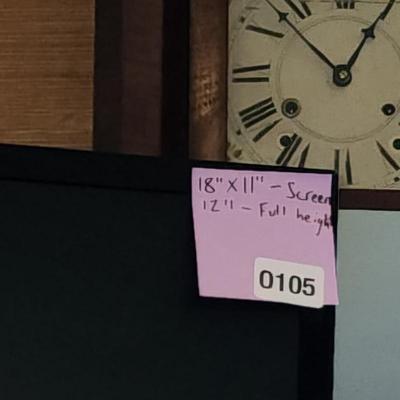 18" X 11" - Screen
12" - Full height
0105